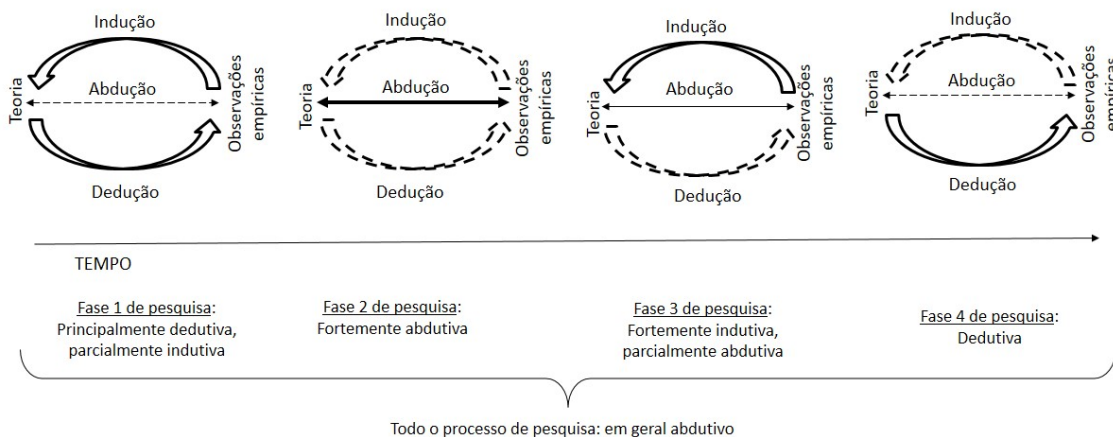 Indução
Teoria
Abdução
Observações
empíricas
Dedução
Indução
Teoria
Abdução
Observações
empíricas
Dedução
Indução
Teoria
Abdução
Observações
empíricas
Dedução
Indução
Teoria
Abdução
Observações
empíricas
Dedução
TEMPO
Fase 1 de pesquisa:
Principalmente dedutiva,
parcialmente indutiva
Fase 2 de pesquisa:
Fortemente abdutiva
Fase 3 de pesquisa:
Fortemente indutiva,
parcialmente abdutiva
Fase 4 de pesquisa:
Dedutiva
Todo o processo de pesquisa: em geral abdutivo